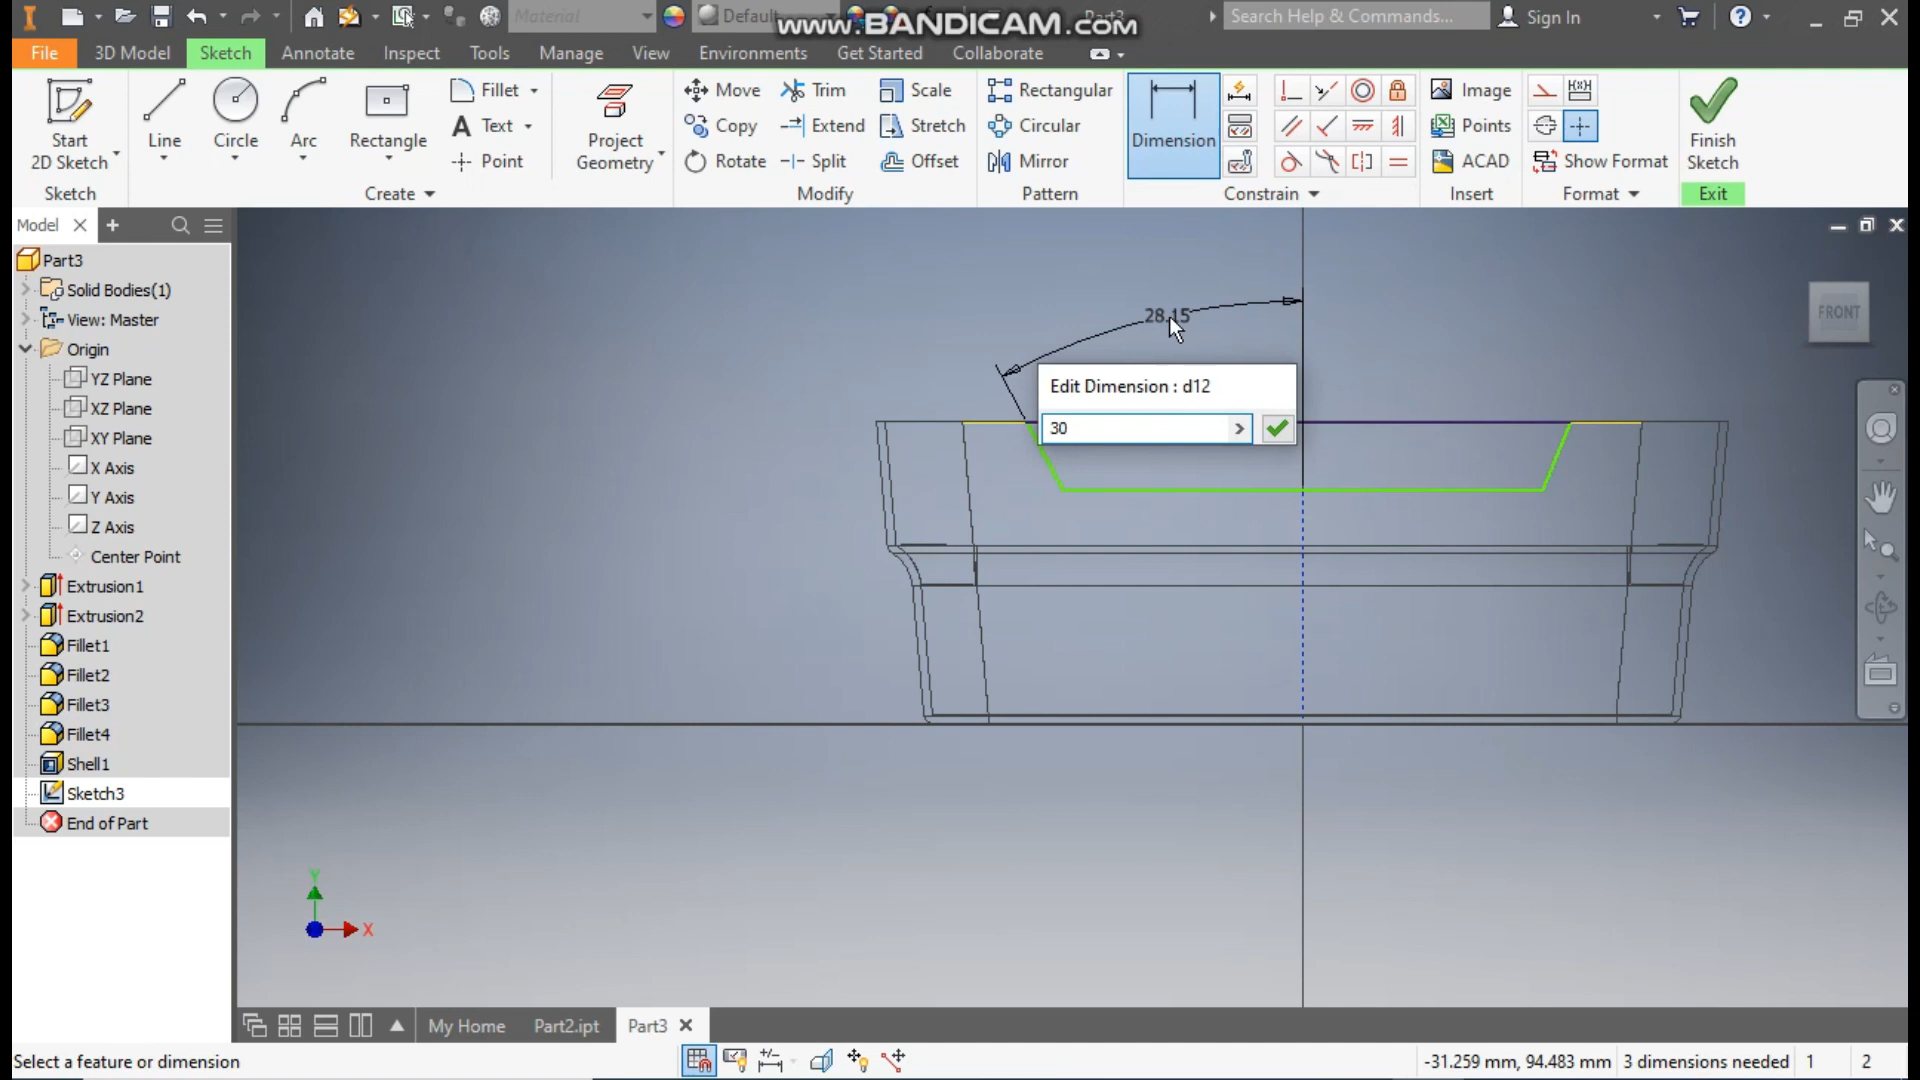 Material
Default
www.BANDICAM.com
Part3
Search Help & Commands...
Sign In
File
3D Model
Sketch
Annotate
Inspect
Tools
Manage
View
Environments
Get Started
Collaborate
Start
2D Sketch
Line
Circle
Arc
Rectangle
Fillet
Text
Point
Project
Geometry
Move
Copy
Rotate
Trim
Extend
Split
Scale
Stretch
Offset
Rectangular
Circular
Mirror
Dimension
Image
Points
ACAD
Show Format
Finish
Sketch
Sketch
Create
Modify
Pattern
Constrain
Insert
Format
Exit
Model
Part3
Solid Bodies(1)
View: Master
Origin
YZ Plane
XZ Plane
XY Plane
X Axis
Y Axis
Z Axis
Center Point
Extrusion1
Extrusion2
Fillet1
Fillet2
Fillet3
Fillet4
Shell1
Sketch3
End of Part
28.15
Edit Dimension : d12
30
FRONT
Y
X
My Home
Part2.ipt
Part3
Select a feature or dimension
-31.259 mm, 94.483 mm
3 dimensions needed
1
2